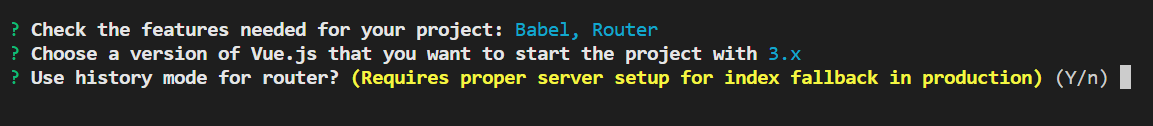 ? Check the features needed for your project: Babel, Router
? Choose a version of Vue.js that you want to start the project with 3.x
? Use history mode for router? (Requires proper server setup for index fallback in production) (Y/n)